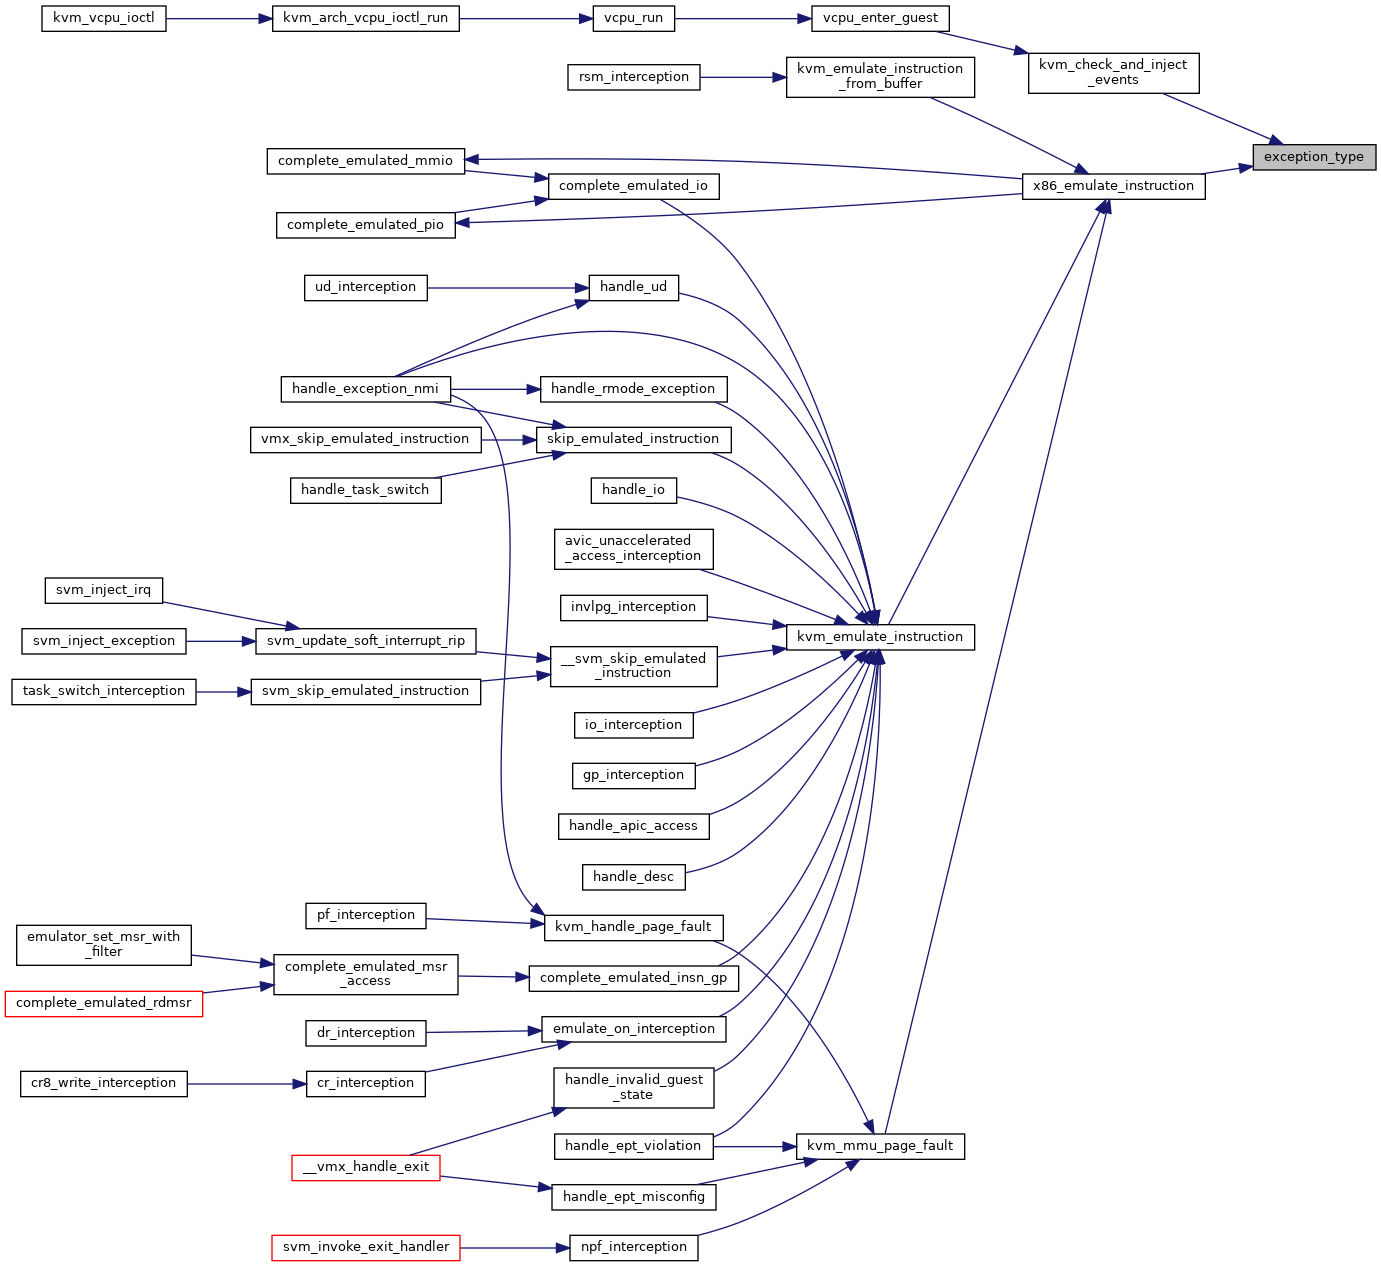 kvm_vcpu_ioctl
kvm_arch_vcpu_ioctl_run
vcpu_run
vcpu_enter_guest
kvm_check_and_inject
_events
kvm_emulate_instruction
_from_buffer
rsm_interception
exception_type
complete_emulated_mmio
complete_emulated_io
x86_emulate_instruction
complete_emulated_pio
ud_interception
handle_ud
handle_exception_nmi
handle_rmode_exception
vmx_skip_emulated_instruction
skip_emulated_instruction
handle_task_switch
handle_io
avic_unaccelerated
_access_interception
svm_inject_irq
invlpg_interception
svm_inject_exception
svm_update_soft_interrupt_rip
kvm_emulate_instruction
__svm_skip_emulated
_instruction
task_switch_interception
svm_skip_emulated_instruction
io_interception
gp_interception
handle_apic_access
handle_desc
pf_interception
kvm_handle_page_fault
emulator_set_msr_with
_filter
complete_emulated_msr
_access
complete_emulated_insn_gp
complete_emulated_rdmsr
dr_interception
emulate_on_interception
cr8_write_interception
cr_interception
handle_invalid_guest
_state
handle_ept_violation
kvm_mmu_page_fault
__vmx_handle_exit
handle_ept_misconfig
svm_invoke_exit_handler
npf_interception